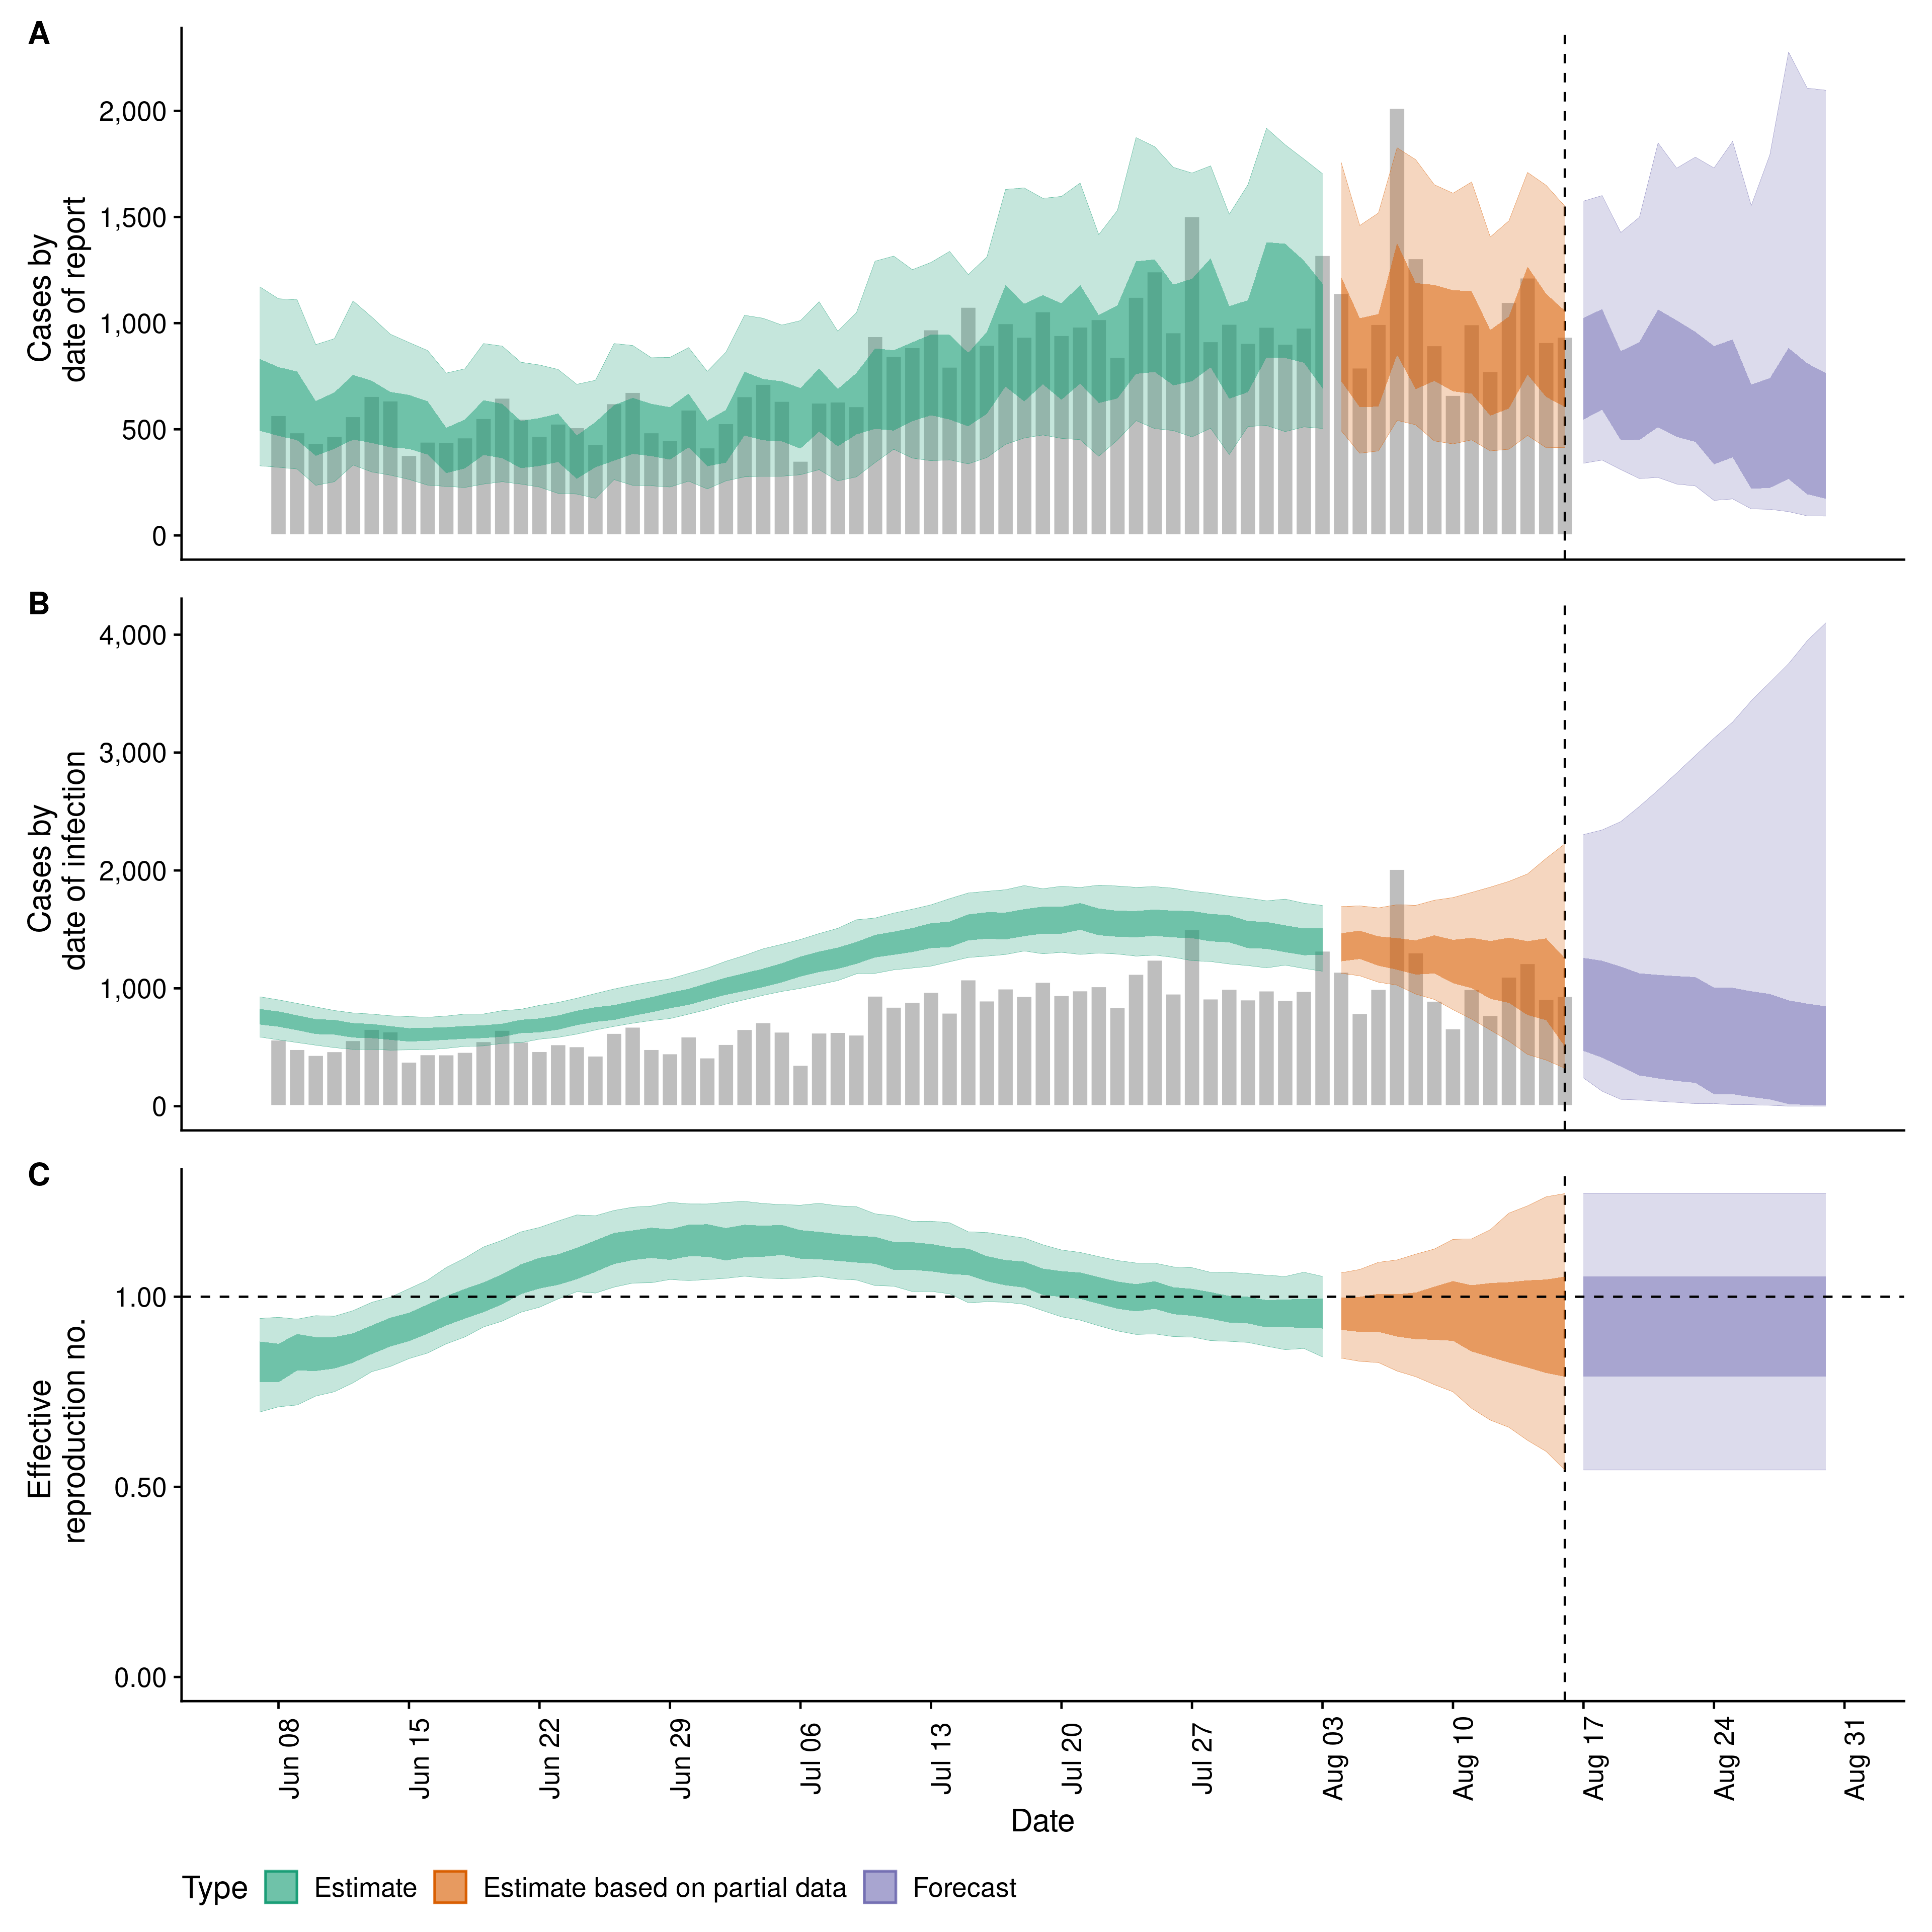 A
Cases by
date of report
2,000
1,500
1,000
500
0
B
Cases by
date of infection
4,000
3,000
2,000
1,000
0
C
Effective
reproduction no.
1.00
0.50
0.00
Jun 08
Jun 15
Jun 22
Jun 29
Jul 06
Jul 13
Jul 20
Jul 27
Aug 03
Aug 10
Aug 17
Aug 24
Aug 31
Date
Type Estimate Estimate based on partial data Forecast